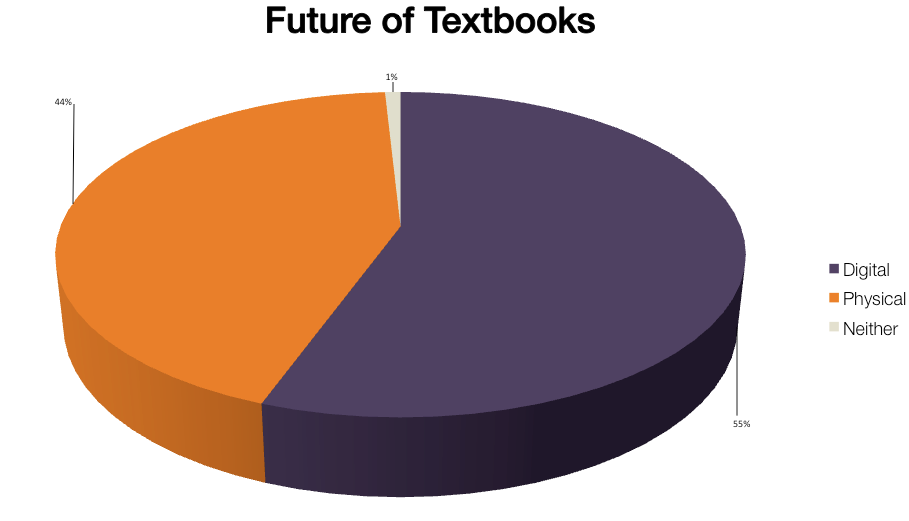 Future of Textbooks
1%
44%
Digital
Physical
Neither
55%